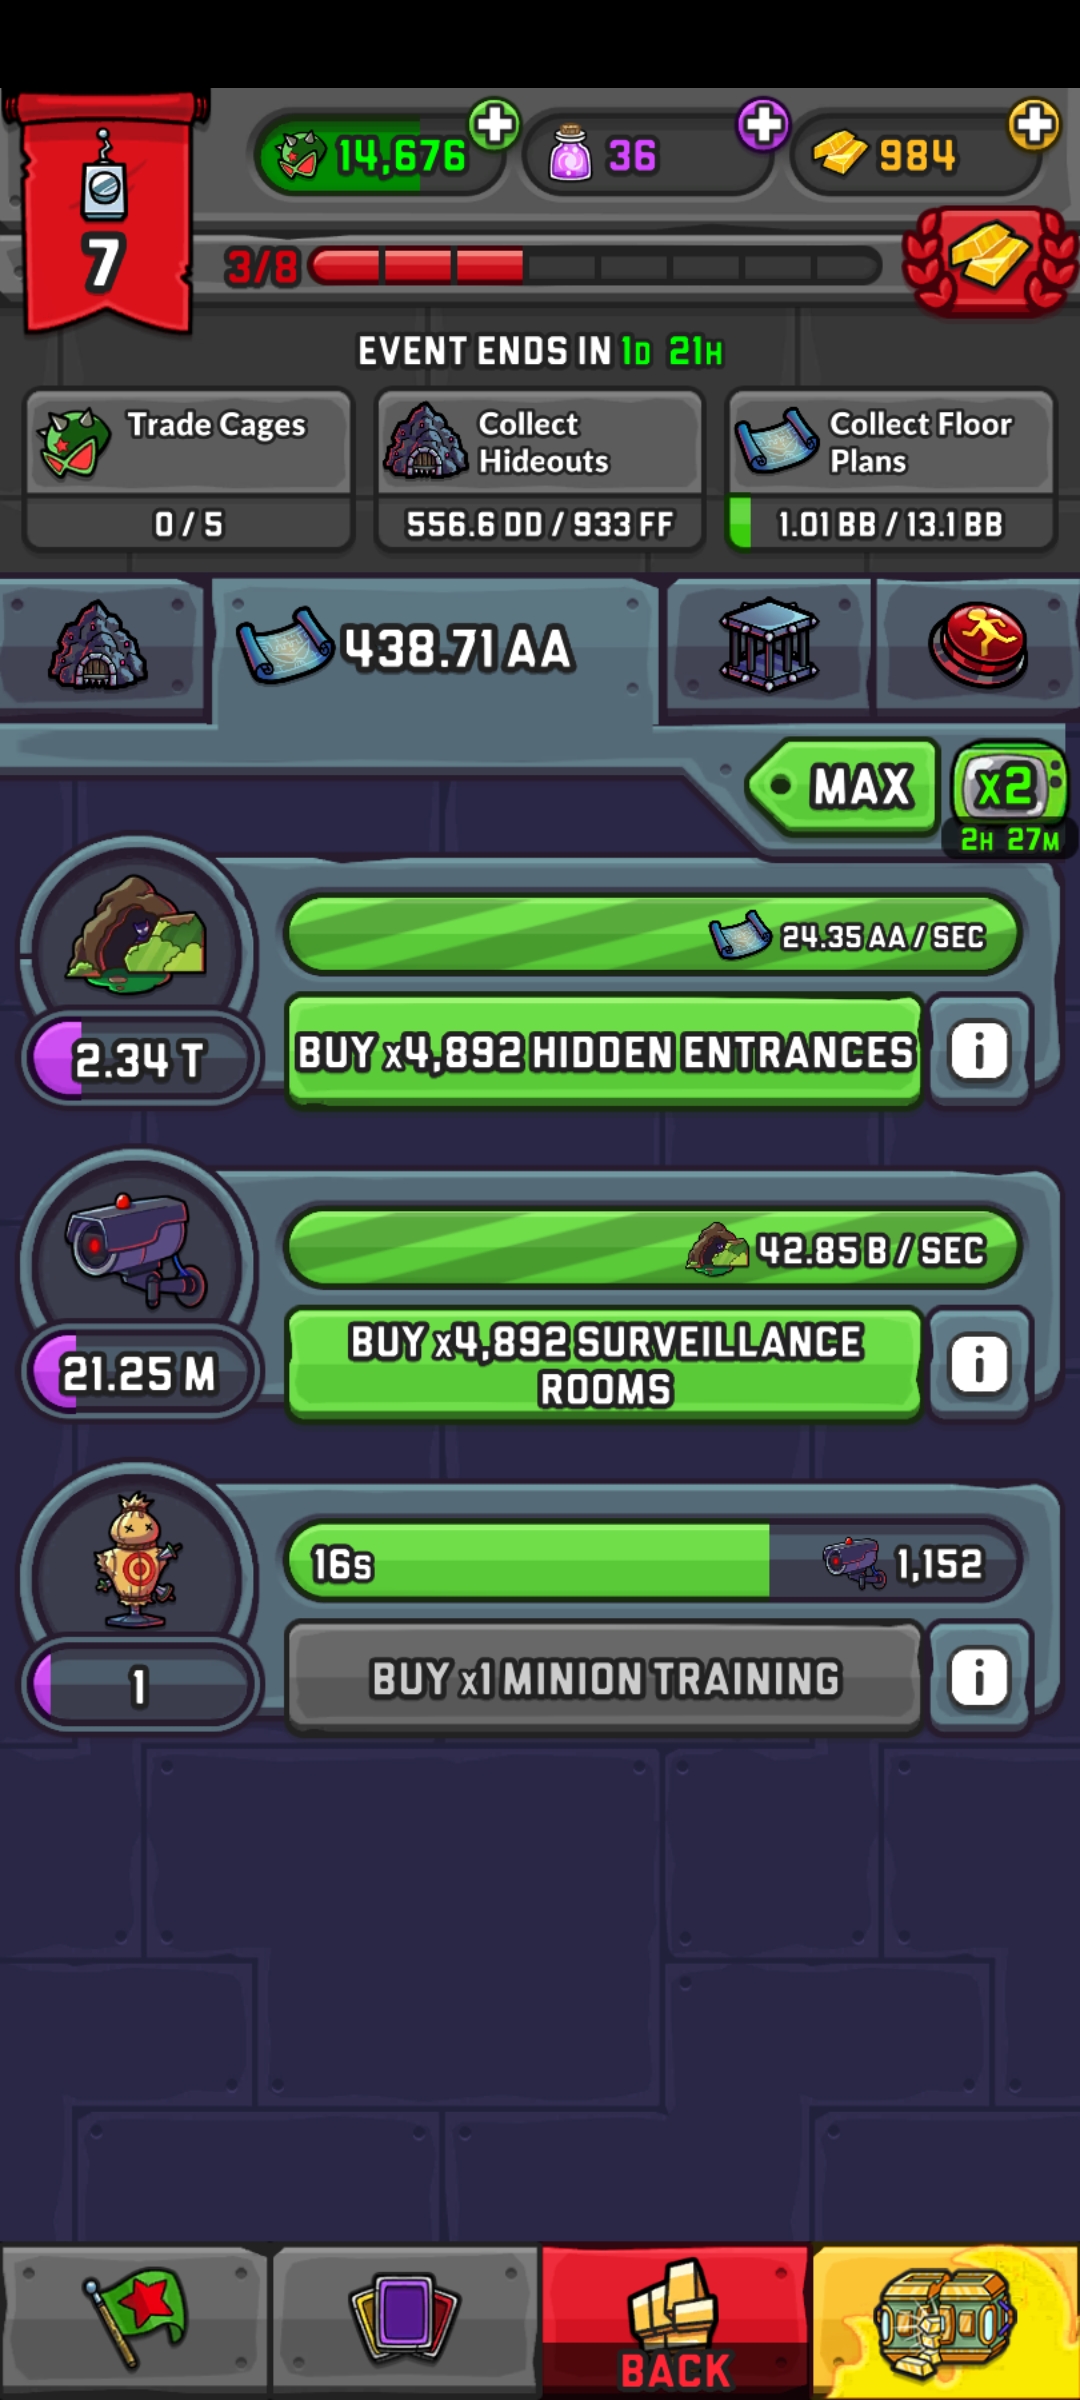 14,676
36
984
7
3/8
EVENT ENDS IN 1D 21H
Trade Cages
0 / 5
Collect
Hideouts
556.6 DD / 933 FF
Collect Floor
Plans
1.01 BB / 13.1 BB
438.71 AA
MAX
x2
2H 27M
24.35 AA / SEC
2.34 T
BUY x4,892 HIDDEN ENTRANCES
i
42.85 B / SEC
21.25 M
BUY x4,892 SURVEILLANCE
ROOMS
i
16s
1,152
1
BUY x1 MINION TRAINING
i
BACK